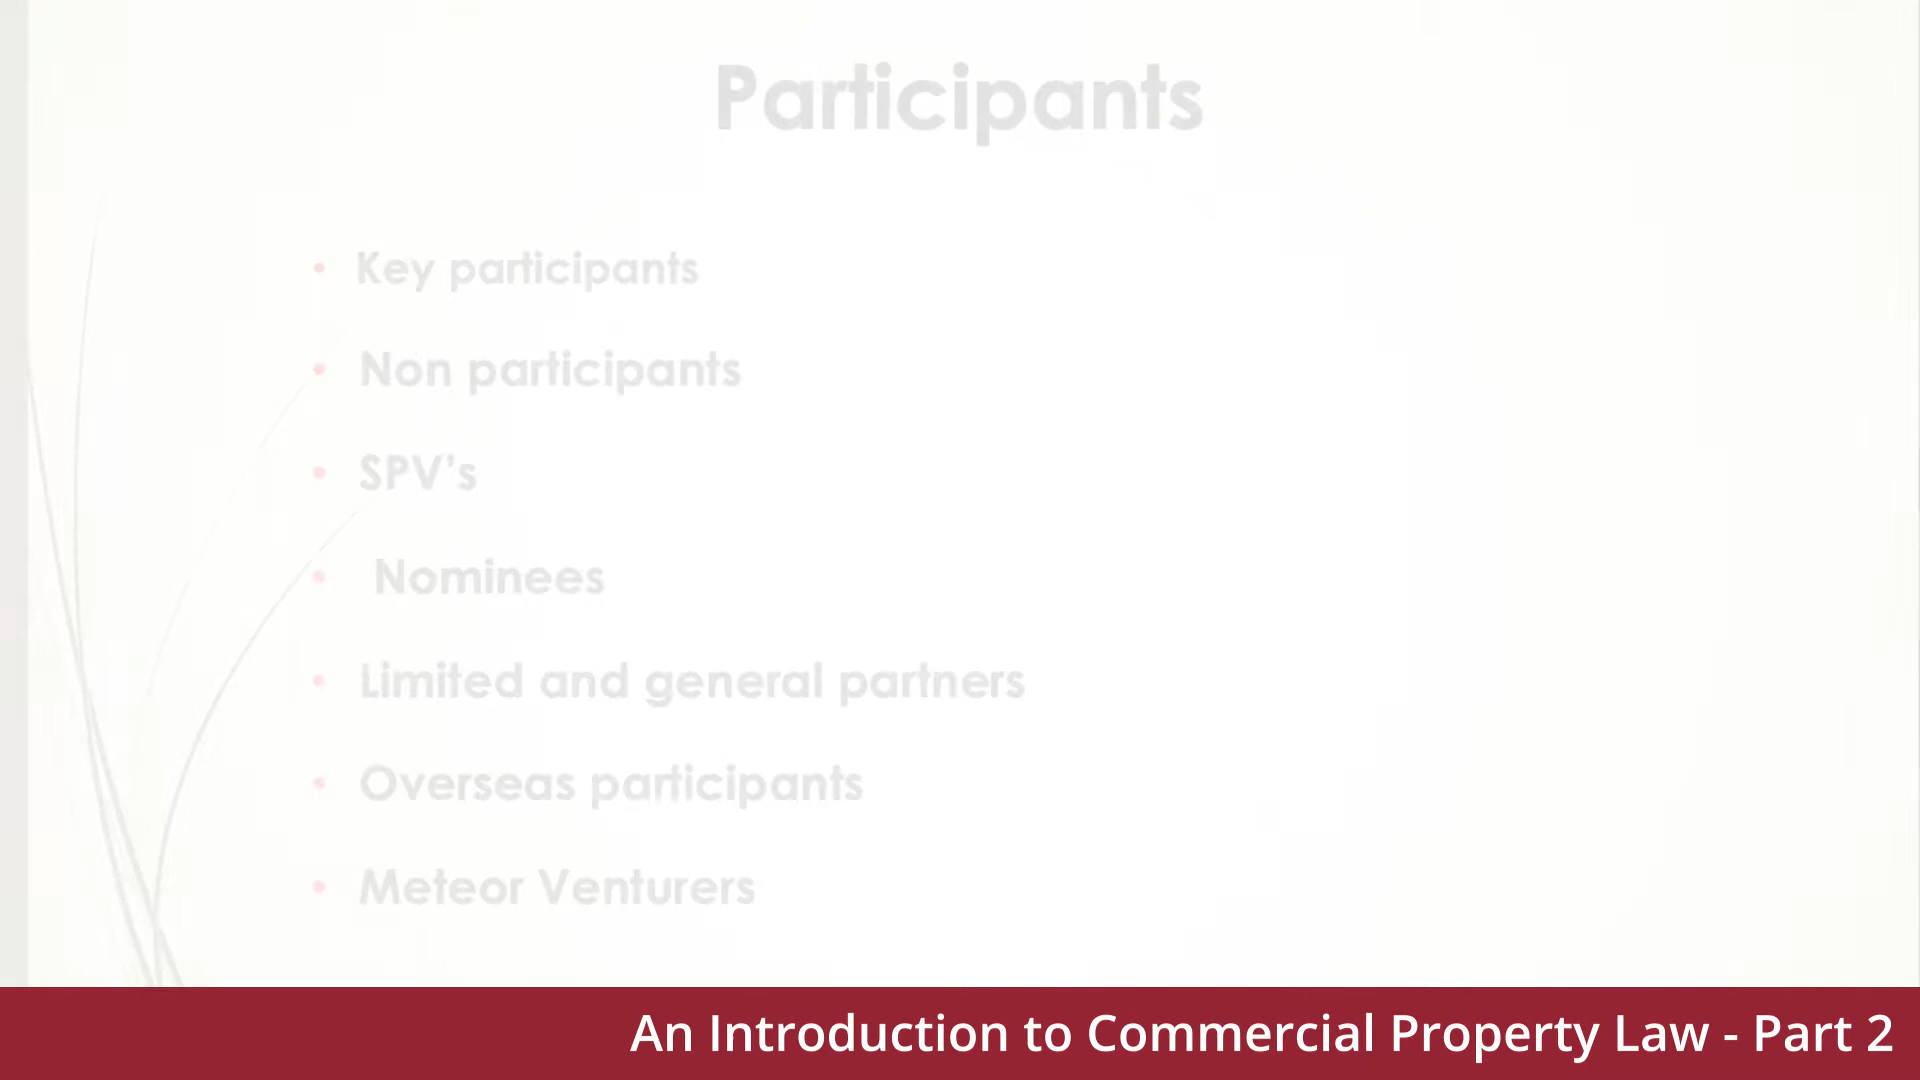 Participants
• Key participants
• Non participants
• SPV’s
• Nominees
• Limited and general partners
• Overseas participants
• Meteor Venturers
An Introduction to Commercial Property Law - Part 2